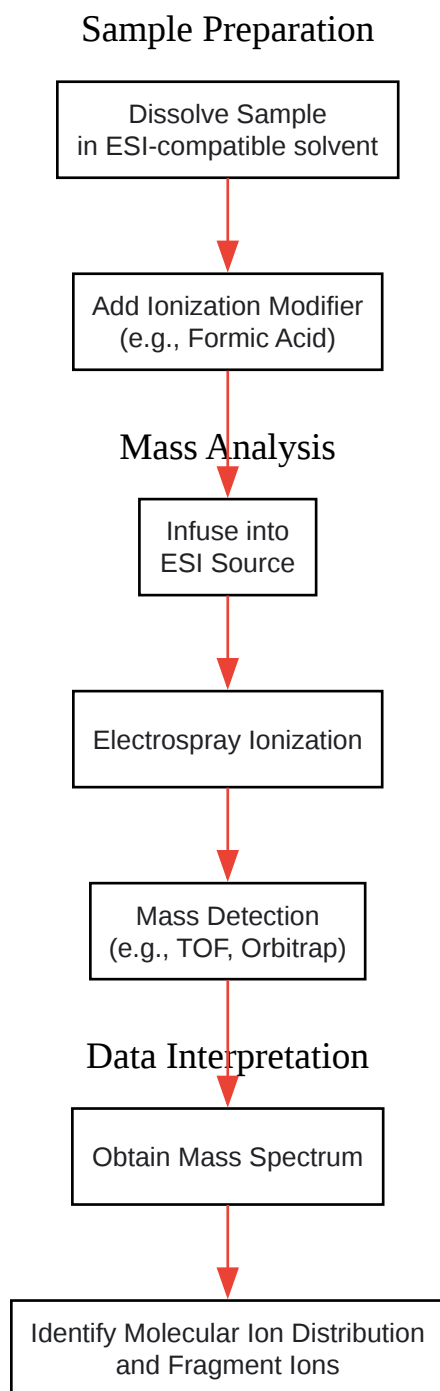 Sample Preparation
Dissolve Sample
in ESI-compatible solvent
Add Ionization Modifier
(e.g., Formic Acid)
Mass Analysis
Infuse into
ESI Source
Electrospray Ionization
Mass Detection
(e.g., TOF, Orbitrap)
Data Interpretation
Obtain Mass Spectrum
Identify Molecular Ion Distribution
and Fragment Ions